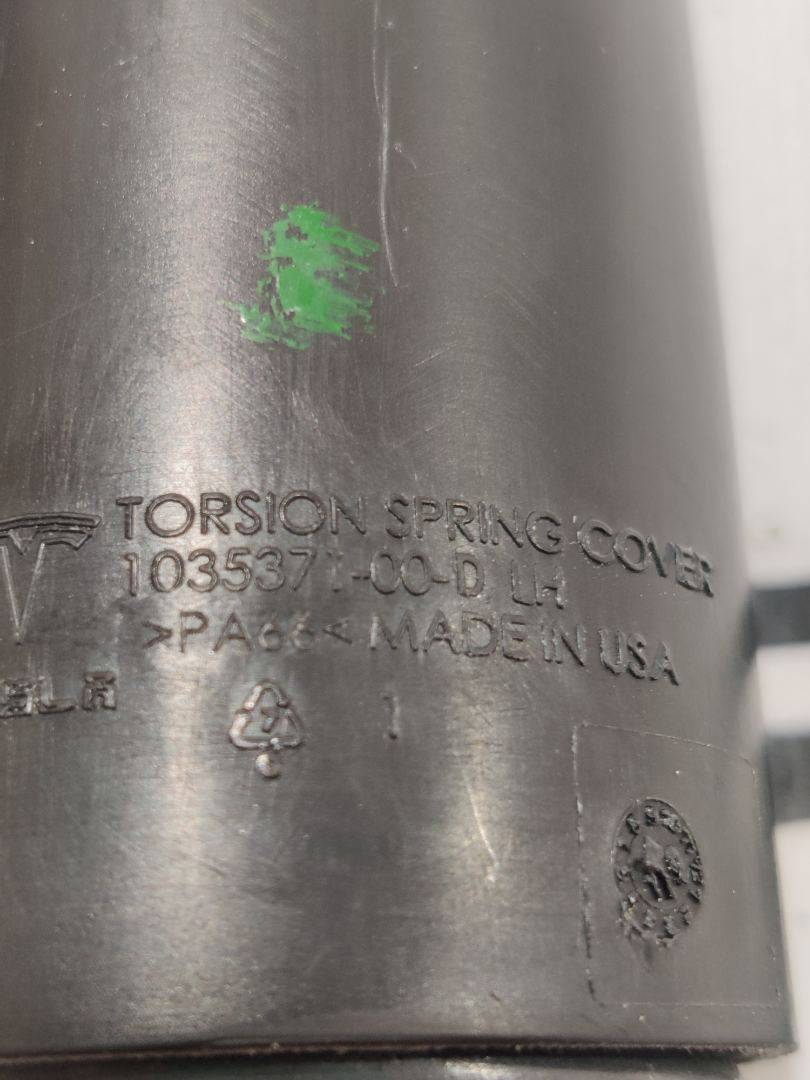 TORSION SPRING COVER
1035371-00-D LH
>PA66< MADE IN USA
1